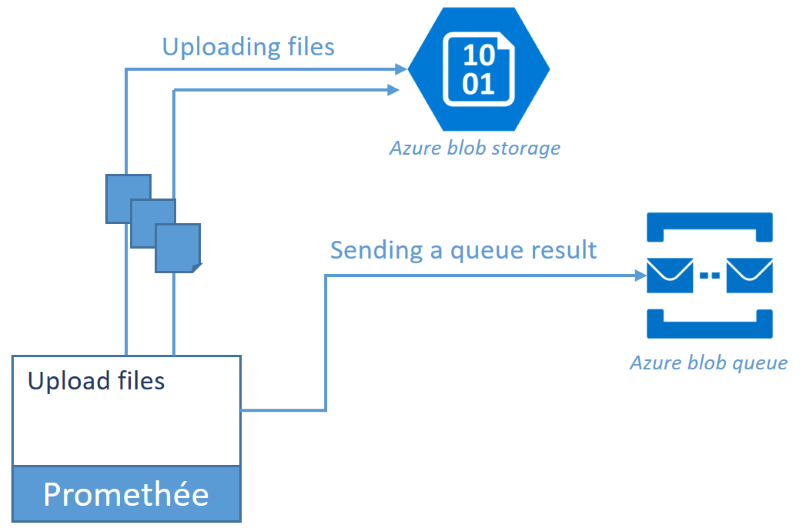 Uploading files
10
01
Azure blob storage
Sending a queue result
Azure blob queue
Upload files
Promethée